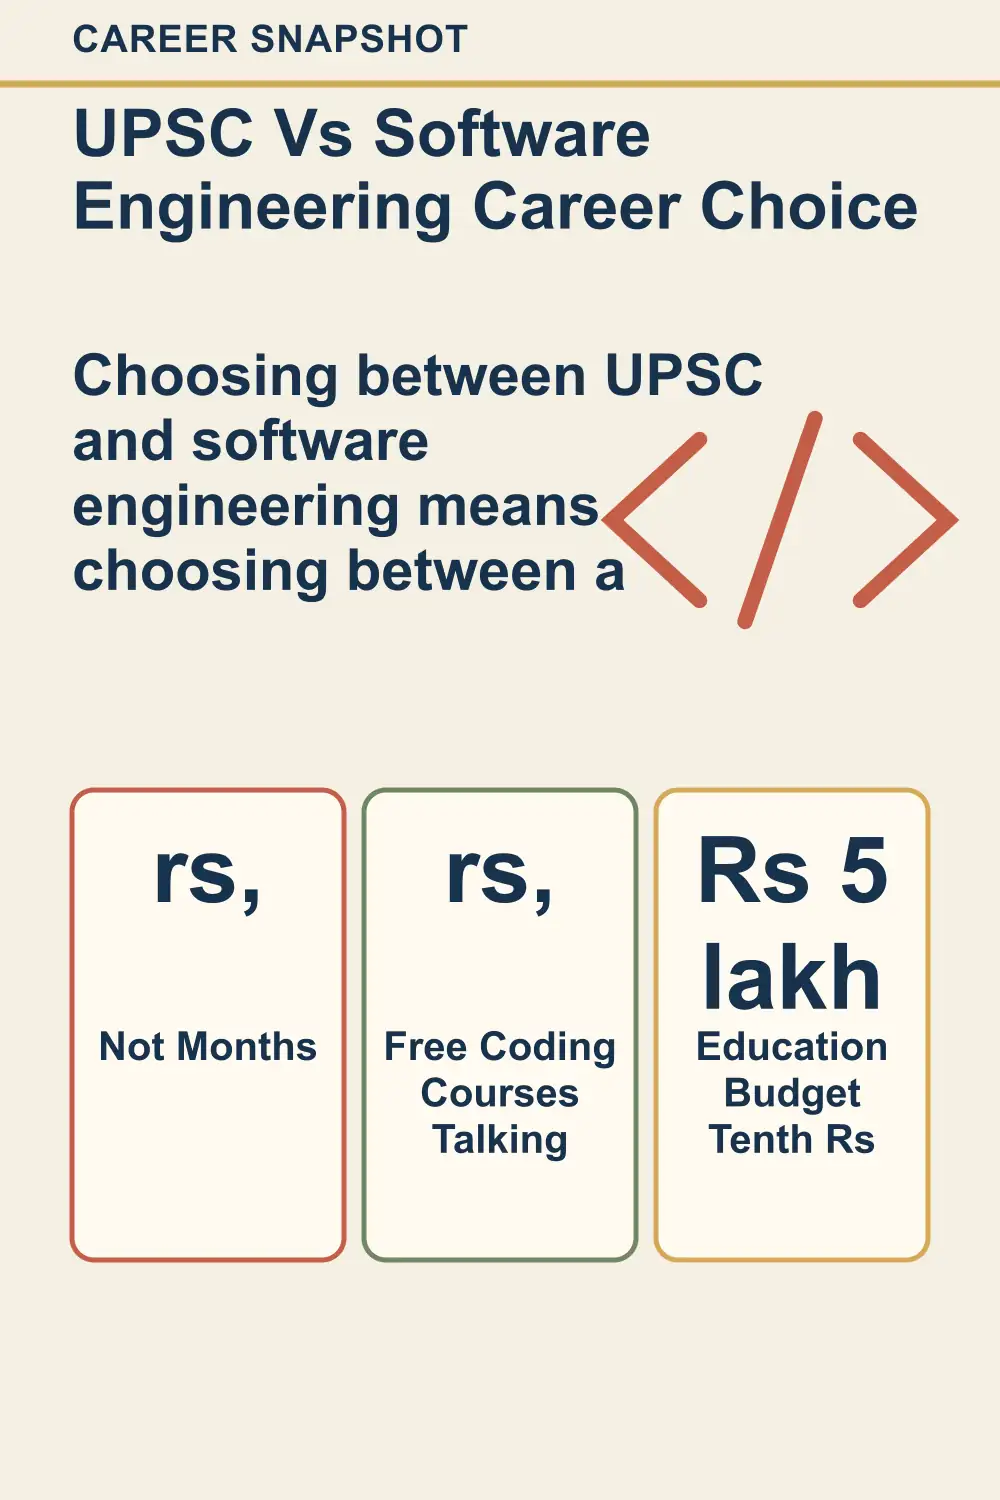 CAREER SNAPSHOT
UPSC Vs Software
Engineering Career Choice
Choosing between UPSC
and software
engineering means
choosing between a
</>
rs,
Not Months
rs,
Free Coding
Courses
Talking
Rs 5
lakh
Education
Budget
Tenth Rs